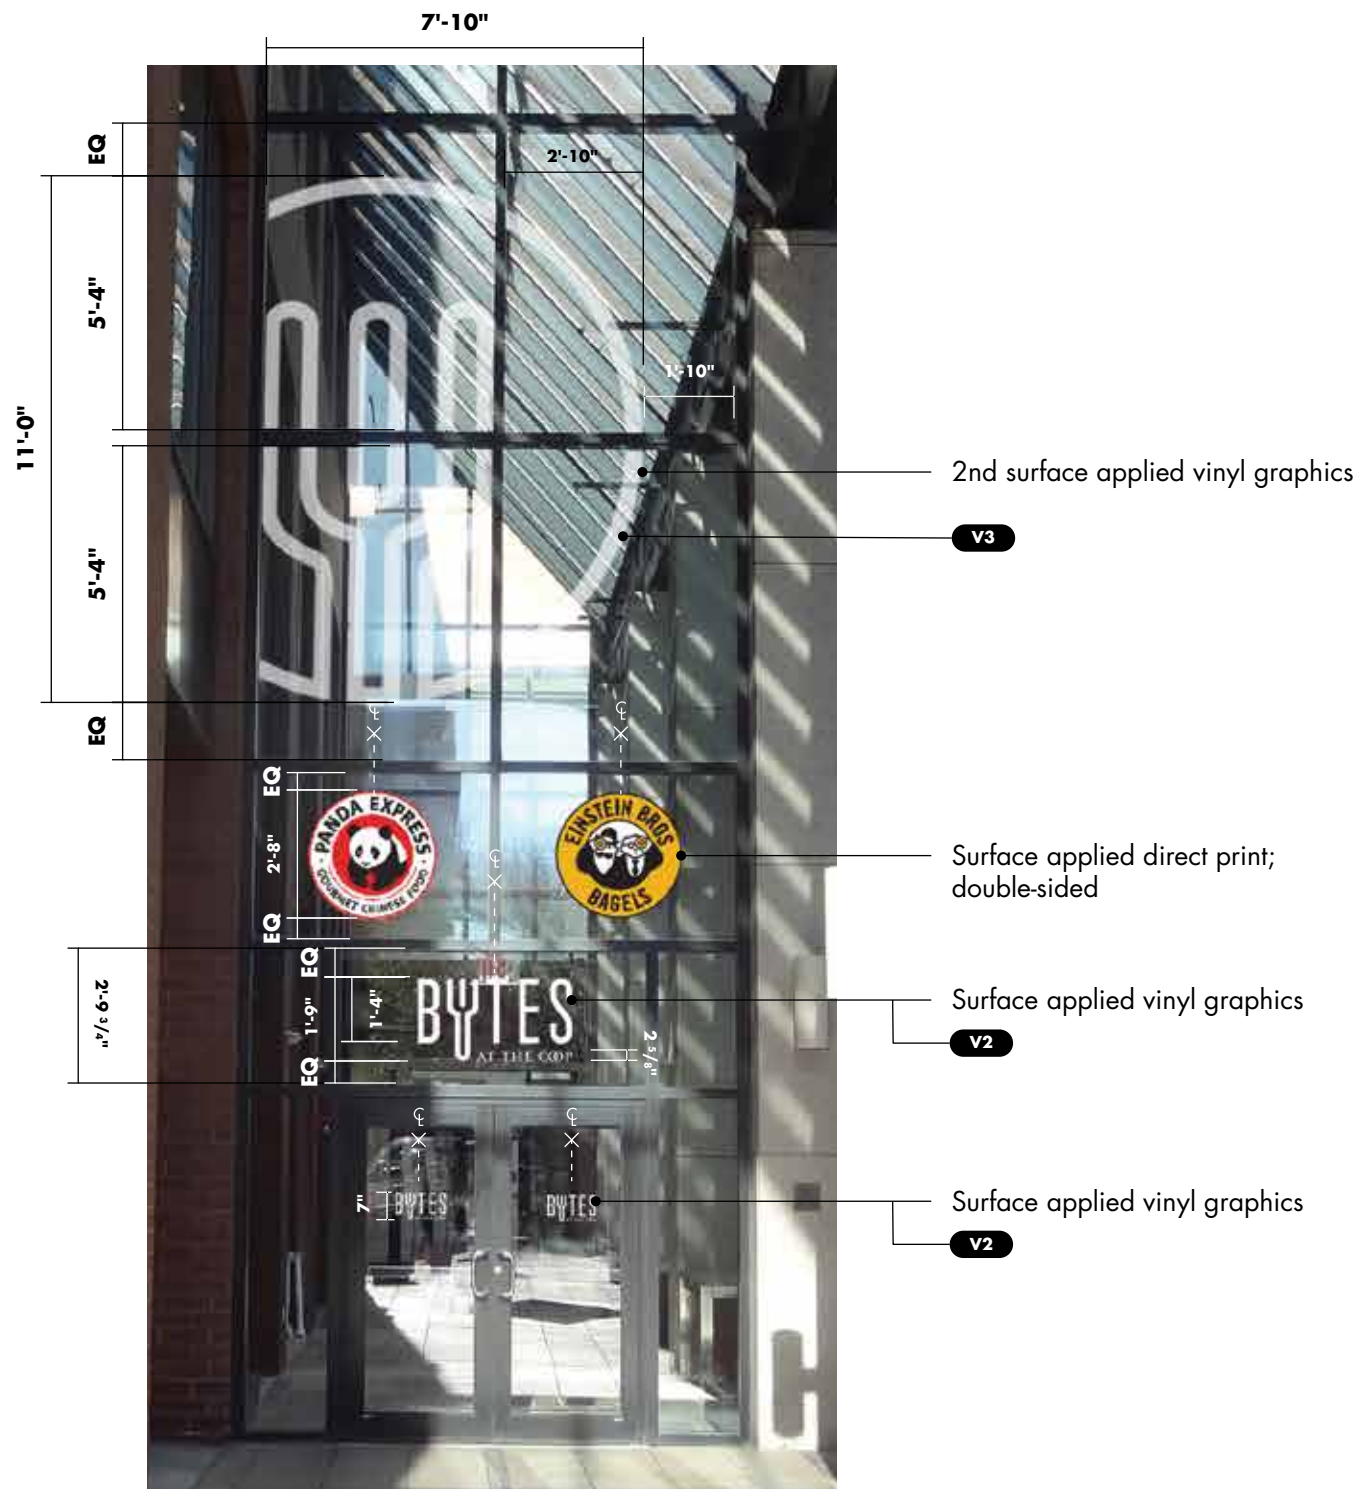 7'-10"
EQ
2'-10"
5'-4"
1'-10"
11'-0"
2nd surface applied vinyl graphics
V3
5'-4"
EQ
℄
℄
EQ
PANDA EXPRESS
GOURMET CHINESE FOOD
2'-8"
EINSTEIN BROS
BAGELS
Surface applied direct print;
double-sided
℄
EQ
EQ
2'-9 3/4"
1'-9"
1'-4"
BYTES
AT THE COOP
2 5/8"
Surface applied vinyl graphics
V2
EQ
℄
℄
7"
BYTES
BYTES
Surface applied vinyl graphics
V2